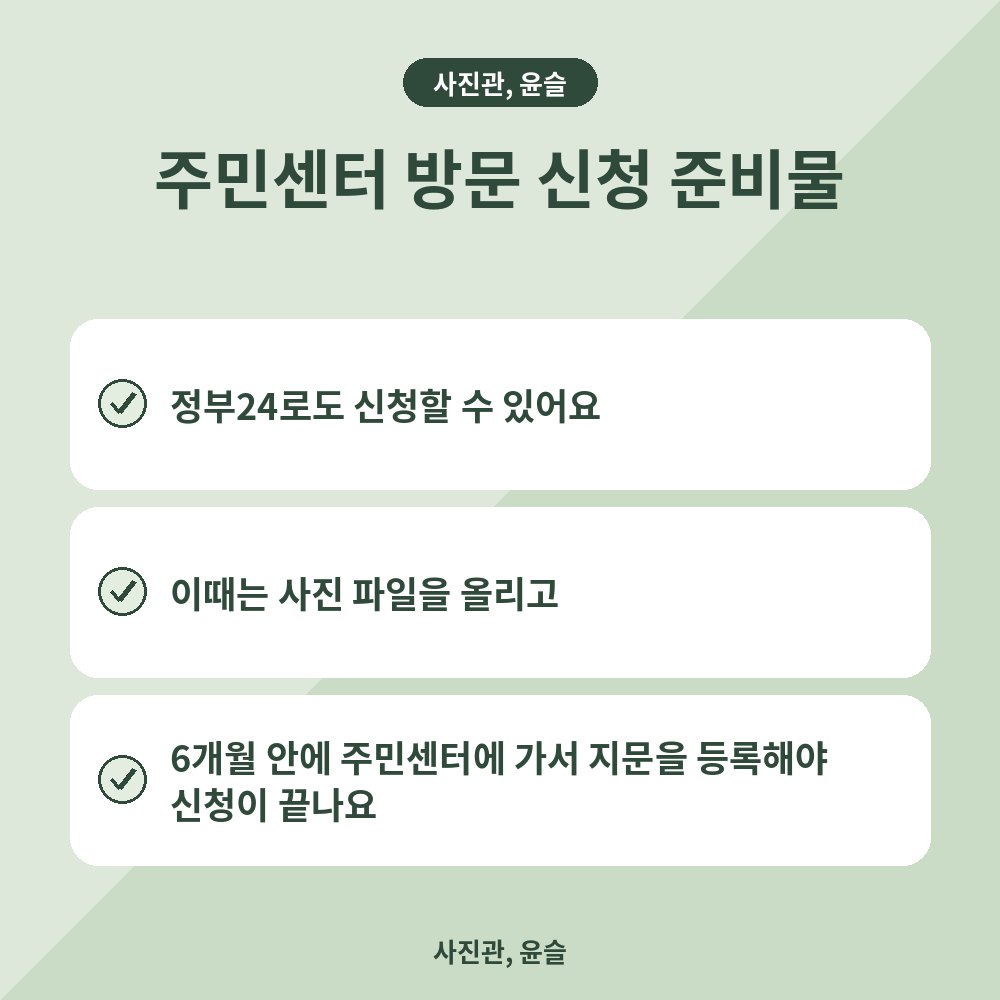 사진관, 윤슬
주민센터 방문 신청 준비물
정부24로도 신청할 수 있어요
이때는 사진 파일을 올리고
6개월 안에 주민센터에 가서 지문을 등록해야
신청이 끝나요
사진관, 윤슬